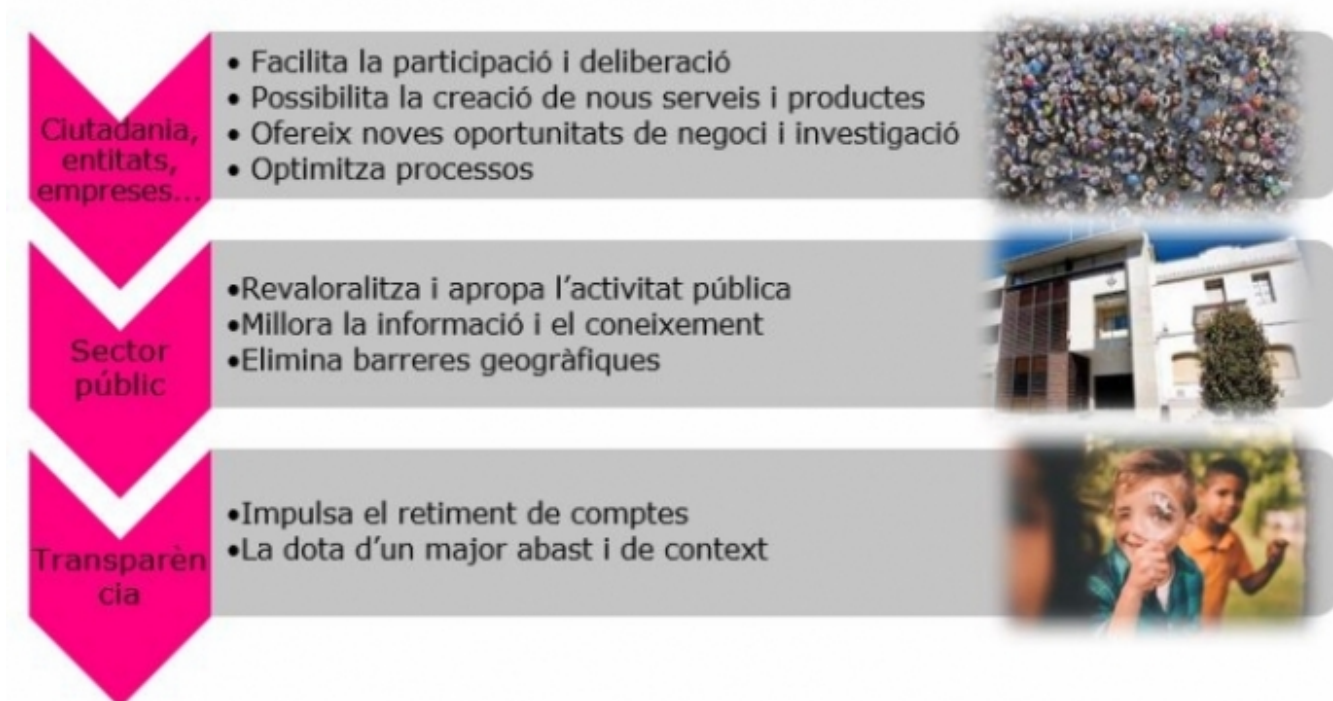 Ciutadania,
entitats,
empreses...
• Facilita la participació i deliberació
• Possibilita la creació de nous serveis i productes
• Ofereix noves oportunitats de negoci i investigació
• Optimitza processos
Sector
públic
•Revaloralitza i apropa l'activitat pública
•Millora la informació i el coneixement
•Elimina barreres geogràfiques
Transparèn
cia
•Impulsa el retiment de comptes
•La dota d'un major abast i de context